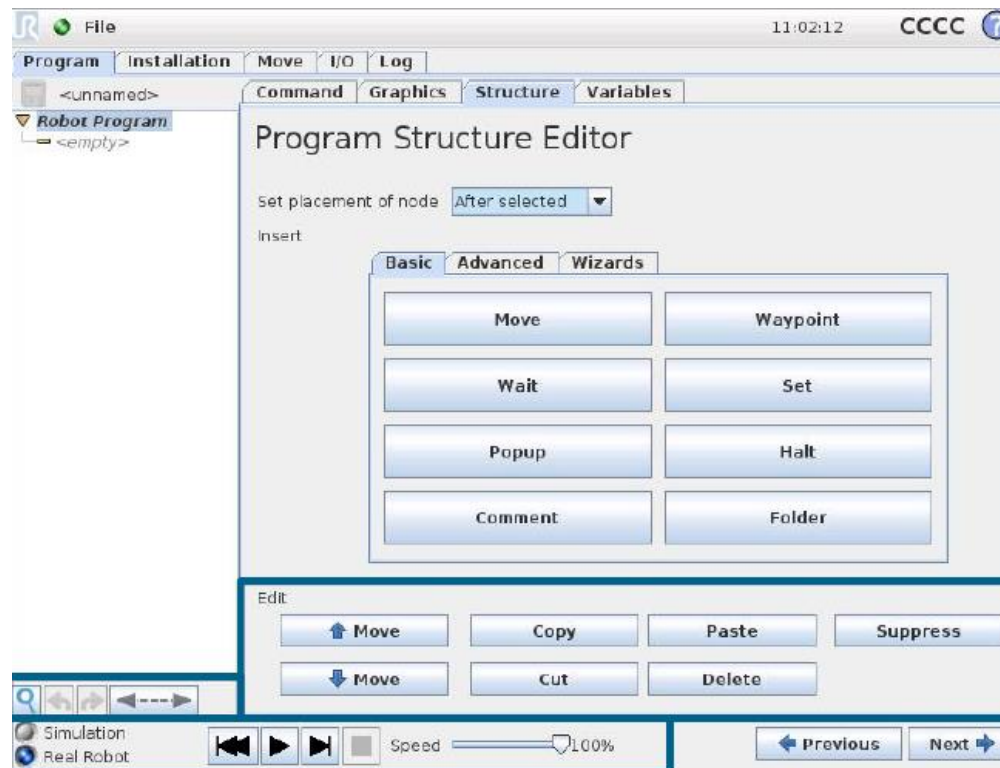 File 11:02:12 CCCC ?
Program Installation Move I/O Log
<unnamed> Command Graphics Structure Variables
Robot Program
<empty>
Program Structure Editor
Set placement of node After selected
Insert
Basic Advanced Wizards
Move Waypoint
Wait Set
Popup Halt
Comment Folder
Edit
Move Copy Paste Suppress
Move Cut Delete
Simulation
Real Robot
Speed 100%
Previous Next